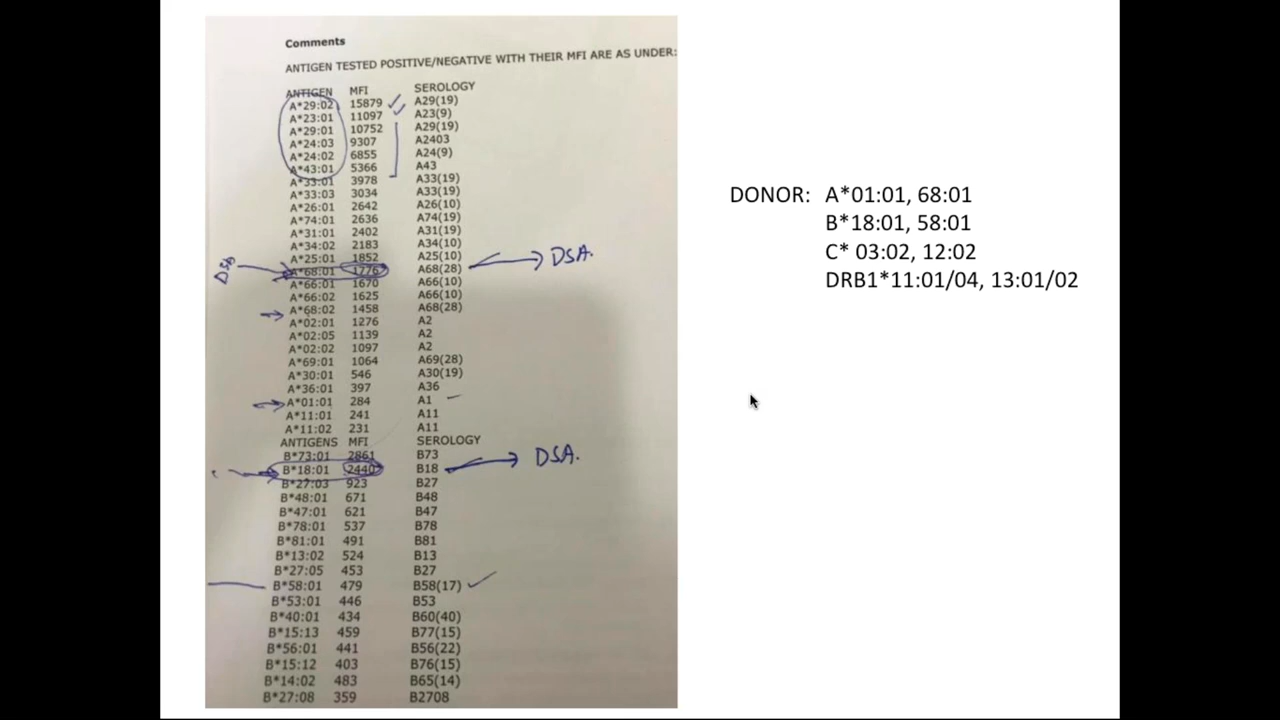 Comments
ANTIGEN TESTED POSITIVE/NEGATIVE WITH THEIR MFI ARE AS UNDER:
ANTIGEN MFI SEROLOGY
A*29:02 15879 A29(19)
A*23:01 11097 A23(9)
A*29:01 10752 A29(19)
A*24:03 9307 A2403
A*24:02 6855 A24(9)
A*43:01 5366 A43
A*33:01 3978 A33(19)
A*33:03 3034 A33(19)
A*26:01 2642 A26(10)
A*74:01 2636 A74(19)
A*31:01 2402 A31(19)
A*34:02 2183 A34(10)
A*25:01 1852 A25(10)
DSA A*68:01 1776 A68(28) DSA.
A*66:01 1670 A66(10)
A*66:02 1625 A66(10)
A*68:02 1458 A68(28)
A*02:01 1276 A2
A*02:05 1139 A2
A*02:02 1097 A2
A*69:01 1064 A69(28)
A*30:01 546 A30(19)
A*36:01 397 A36
A*01:01 284 A1
A*11:01 241 A11
A*11:02 231 A11
ANTIGENS MFI SEROLOGY
B*73:01 2861 B73
B*18:01 2440 B18 DSA.
B*27:03 923 B27
B*48:01 671 B48
B*47:01 621 B47
B*78:01 537 B78
B*81:01 491 B81
B*13:02 524 B13
B*27:05 453 B27
B*58:01 479 B58(17)
B*53:01 446 B53
B*40:01 434 B60(40)
B*15:13 459 B77(15)
B*56:01 441 B56(22)
B*15:12 403 B76(15)
B*14:02 483 B65(14)
B*27:08 359 B2708
DONOR: A*01:01, 68:01
B*18:01, 58:01
C* 03:02, 12:02
DRB1*11:01/04, 13:01/02